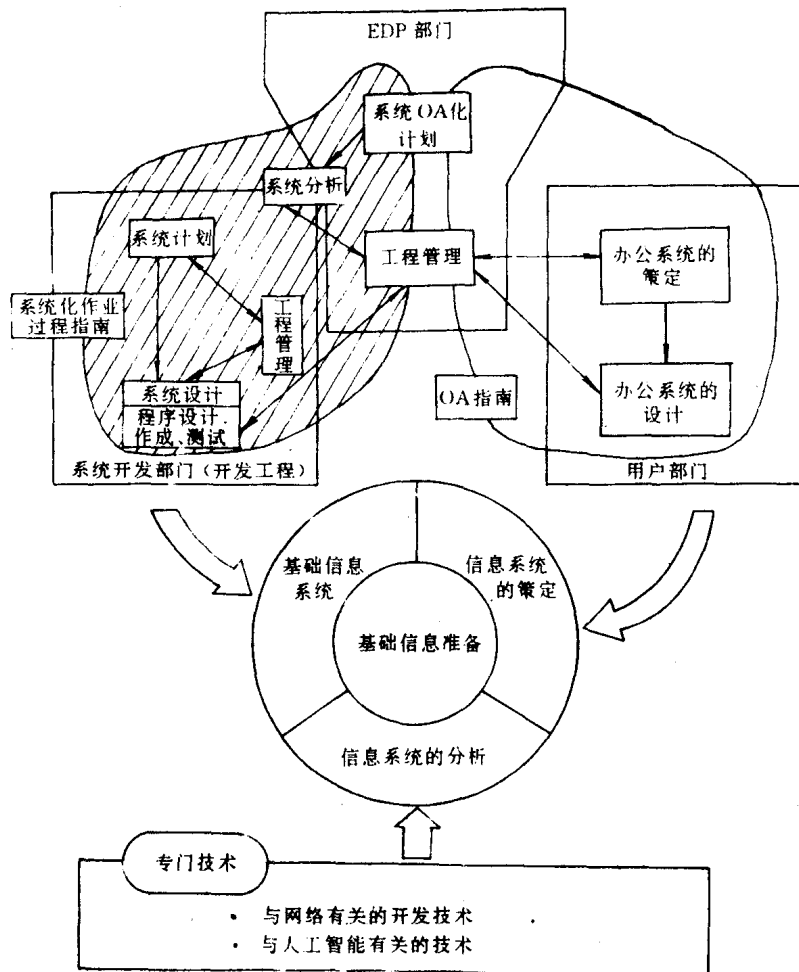 EDP 部门
系统 OA化
计划
系统分析
系统计划
工程管理
办公系统的
策定
系统化作业
过程指南
工
程
管
理
系统设计
程序设计、
作成、测试
OA 指南
办公系统的
设计
系统开发部门(开发工程)
用户部门
基础信息
系统
信息系统
的策定
基础信息准备
信息系统的分析
专门技术
· 与网络有关的开发技术
· 与人工智能有关的技术